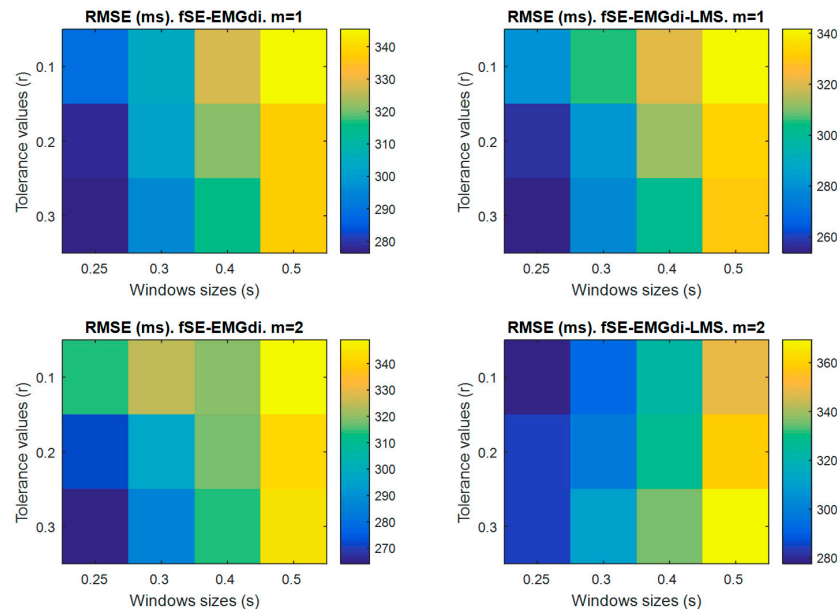 RMSE (ms). fSE-EMGdi. m=1
Tolerance values (r)
0.1
0.2
0.3
0.25 0.3 0.4 0.5
Windows sizes (s)
340
330
320
310
300
290
280
RMSE (ms). fSE-EMGdi-LMS. m=1
Tolerance values (r)
0.1
0.2
0.3
0.25 0.3 0.4 0.5
Windows sizes (s)
340
320
300
280
260
RMSE (ms). fSE-EMGdi. m=2
Tolerance values (r)
0.1
0.2
0.3
0.25 0.3 0.4 0.5
Windows sizes (s)
340
330
320
310
300
290
280
270
RMSE (ms). fSE-EMGdi-LMS. m=2
Tolerance values (r)
0.1
0.2
0.3
0.25 0.3 0.4 0.5
Windows sizes (s)
360
340
320
300
280